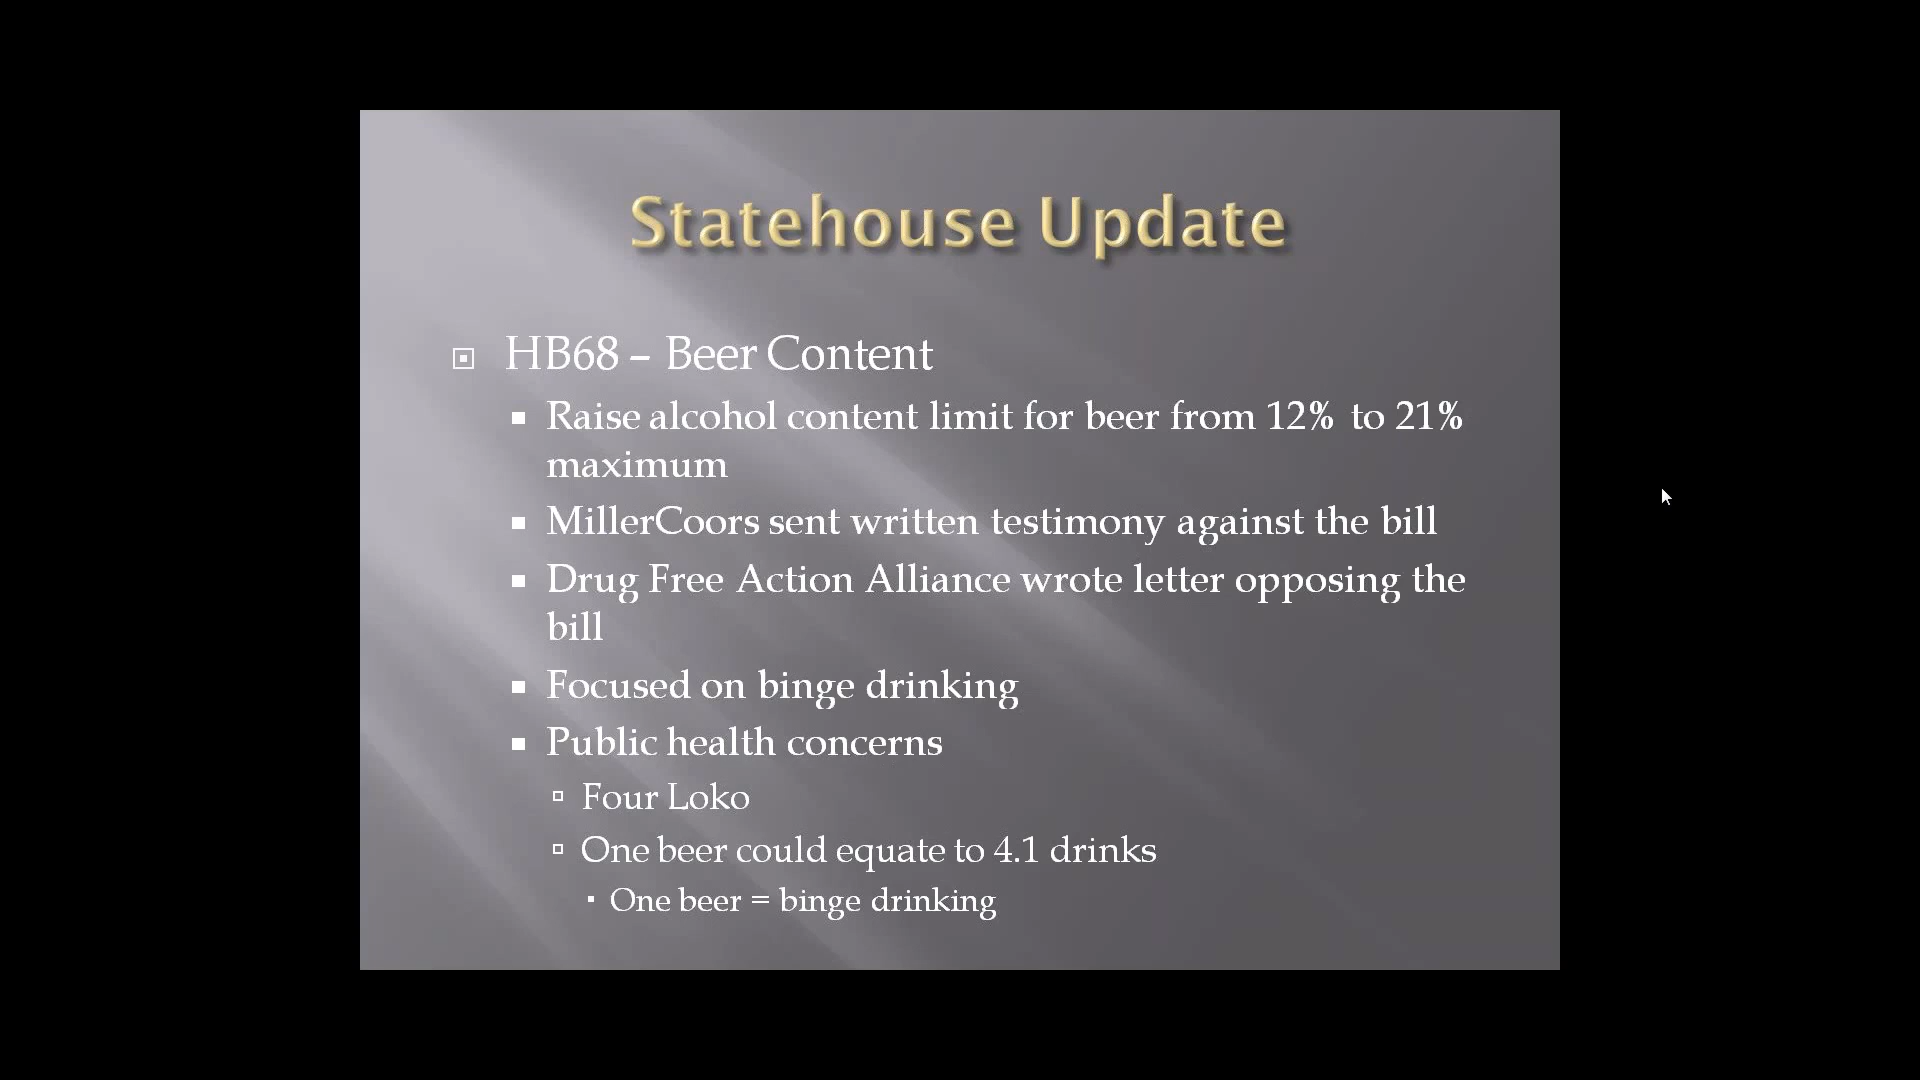 Statehouse Update
HB68 – Beer Content
Raise alcohol content limit for beer from 12% to 21%
maximum
MillerCoors sent written testimony against the bill
Drug Free Action Alliance wrote letter opposing the
bill
Focused on binge drinking
Public health concerns
Four Loko
One beer could equate to 4.1 drinks
One beer = binge drinking